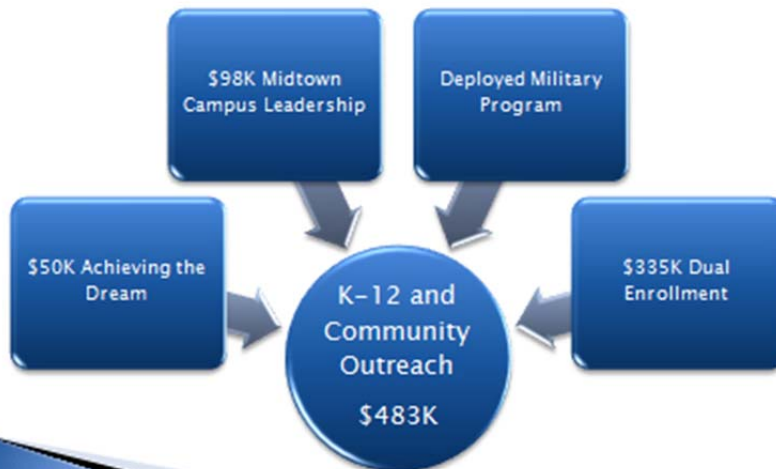 $98K Midtown
Campus Leadership
Deployed Military
Program
$50K Achieving the
Dream
$335K Dual
Enrollment
K-12 and
Community
Outreach
$483K